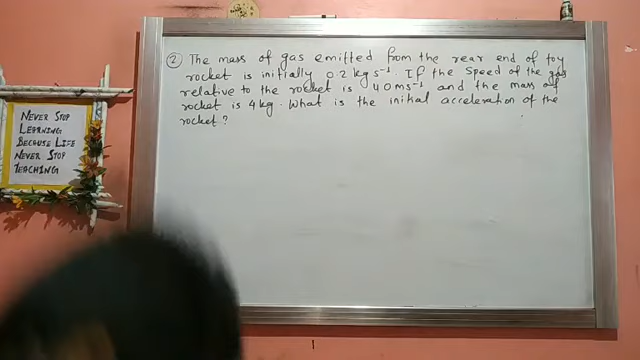 ② The mass of gas emitted from the rear end of toy
rocket is initially 0.2 kg s⁻¹. If the speed of the gas
relative to the rocket is 40 ms⁻¹ and the mass of
rocket is 4 kg. What is the initial acceleration of the
rocket?
NEVER STOP
LEARNING
BECAUSE LIFE
NEVER STOP
TEACHING